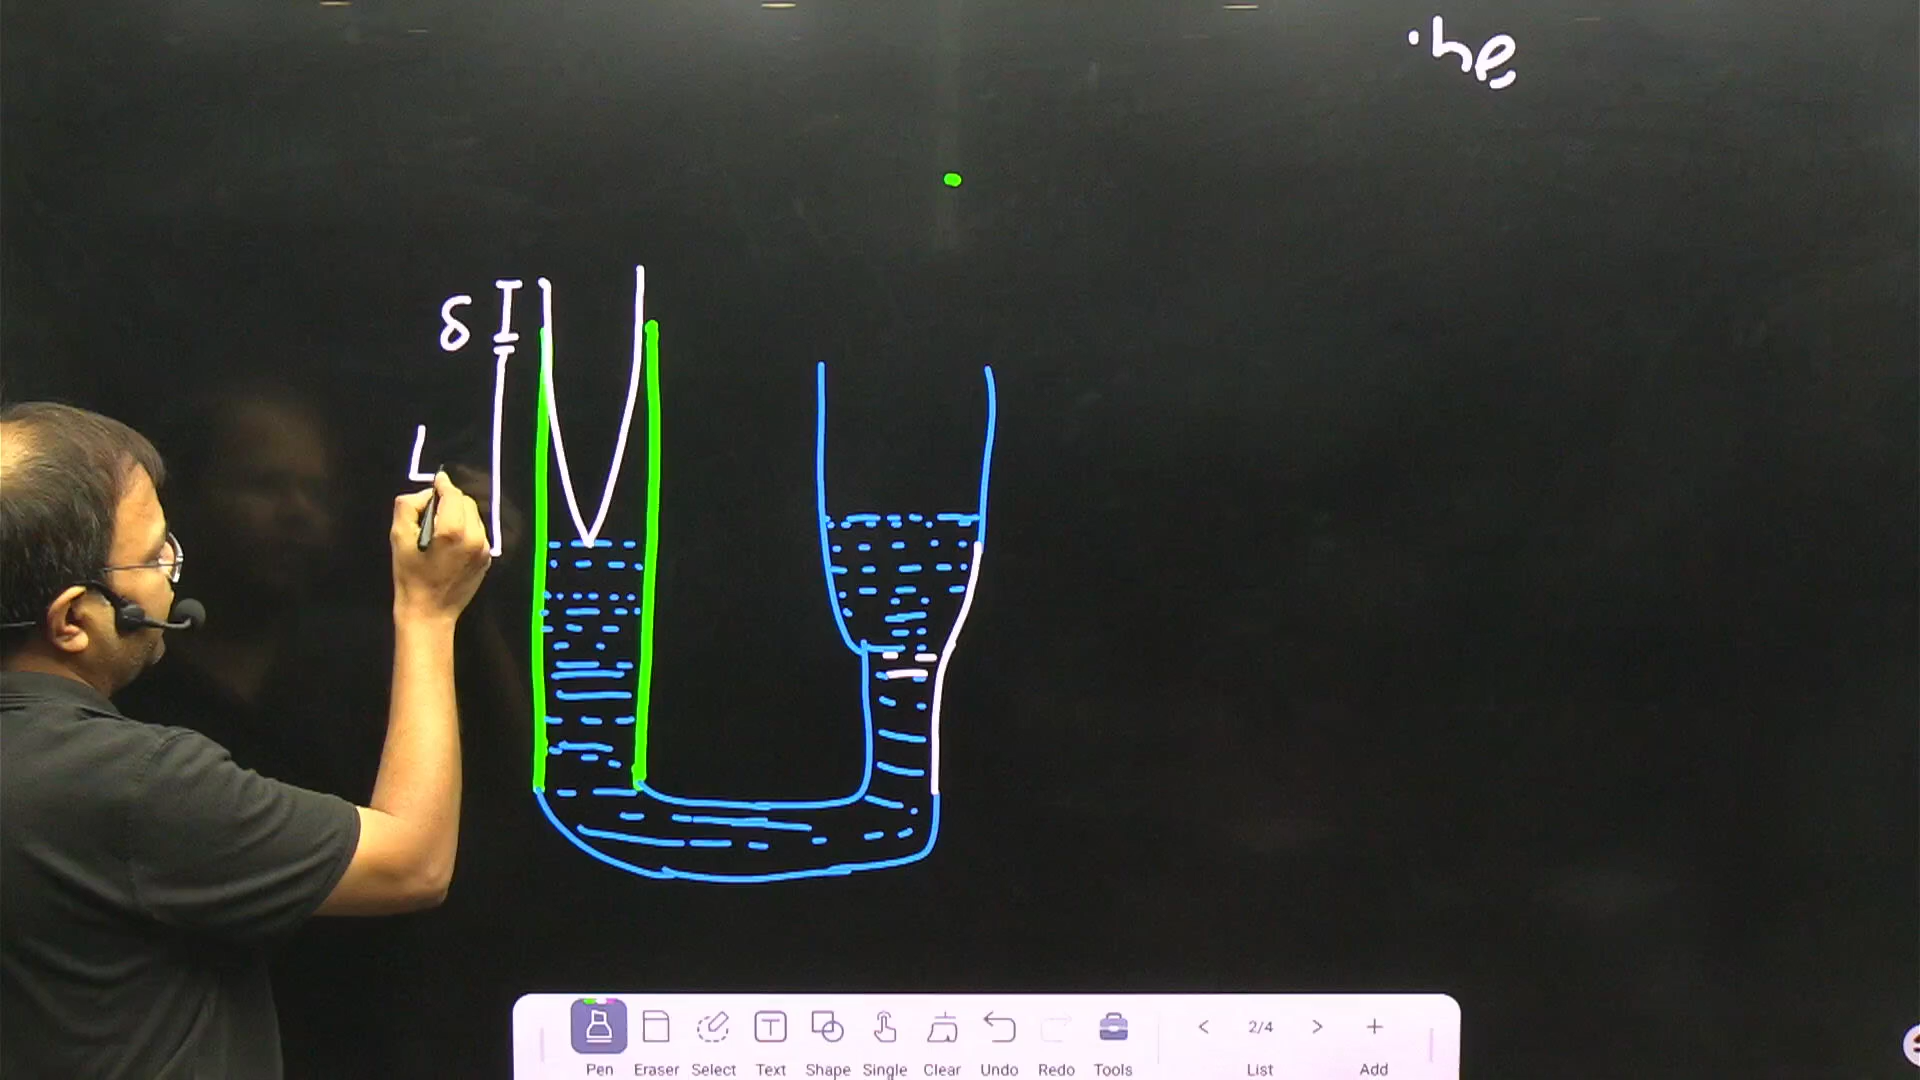 he
δ
L
Pen Eraser Select Text Shape Single Clear Undo Redo Tools < 2/4 > + 
List Add